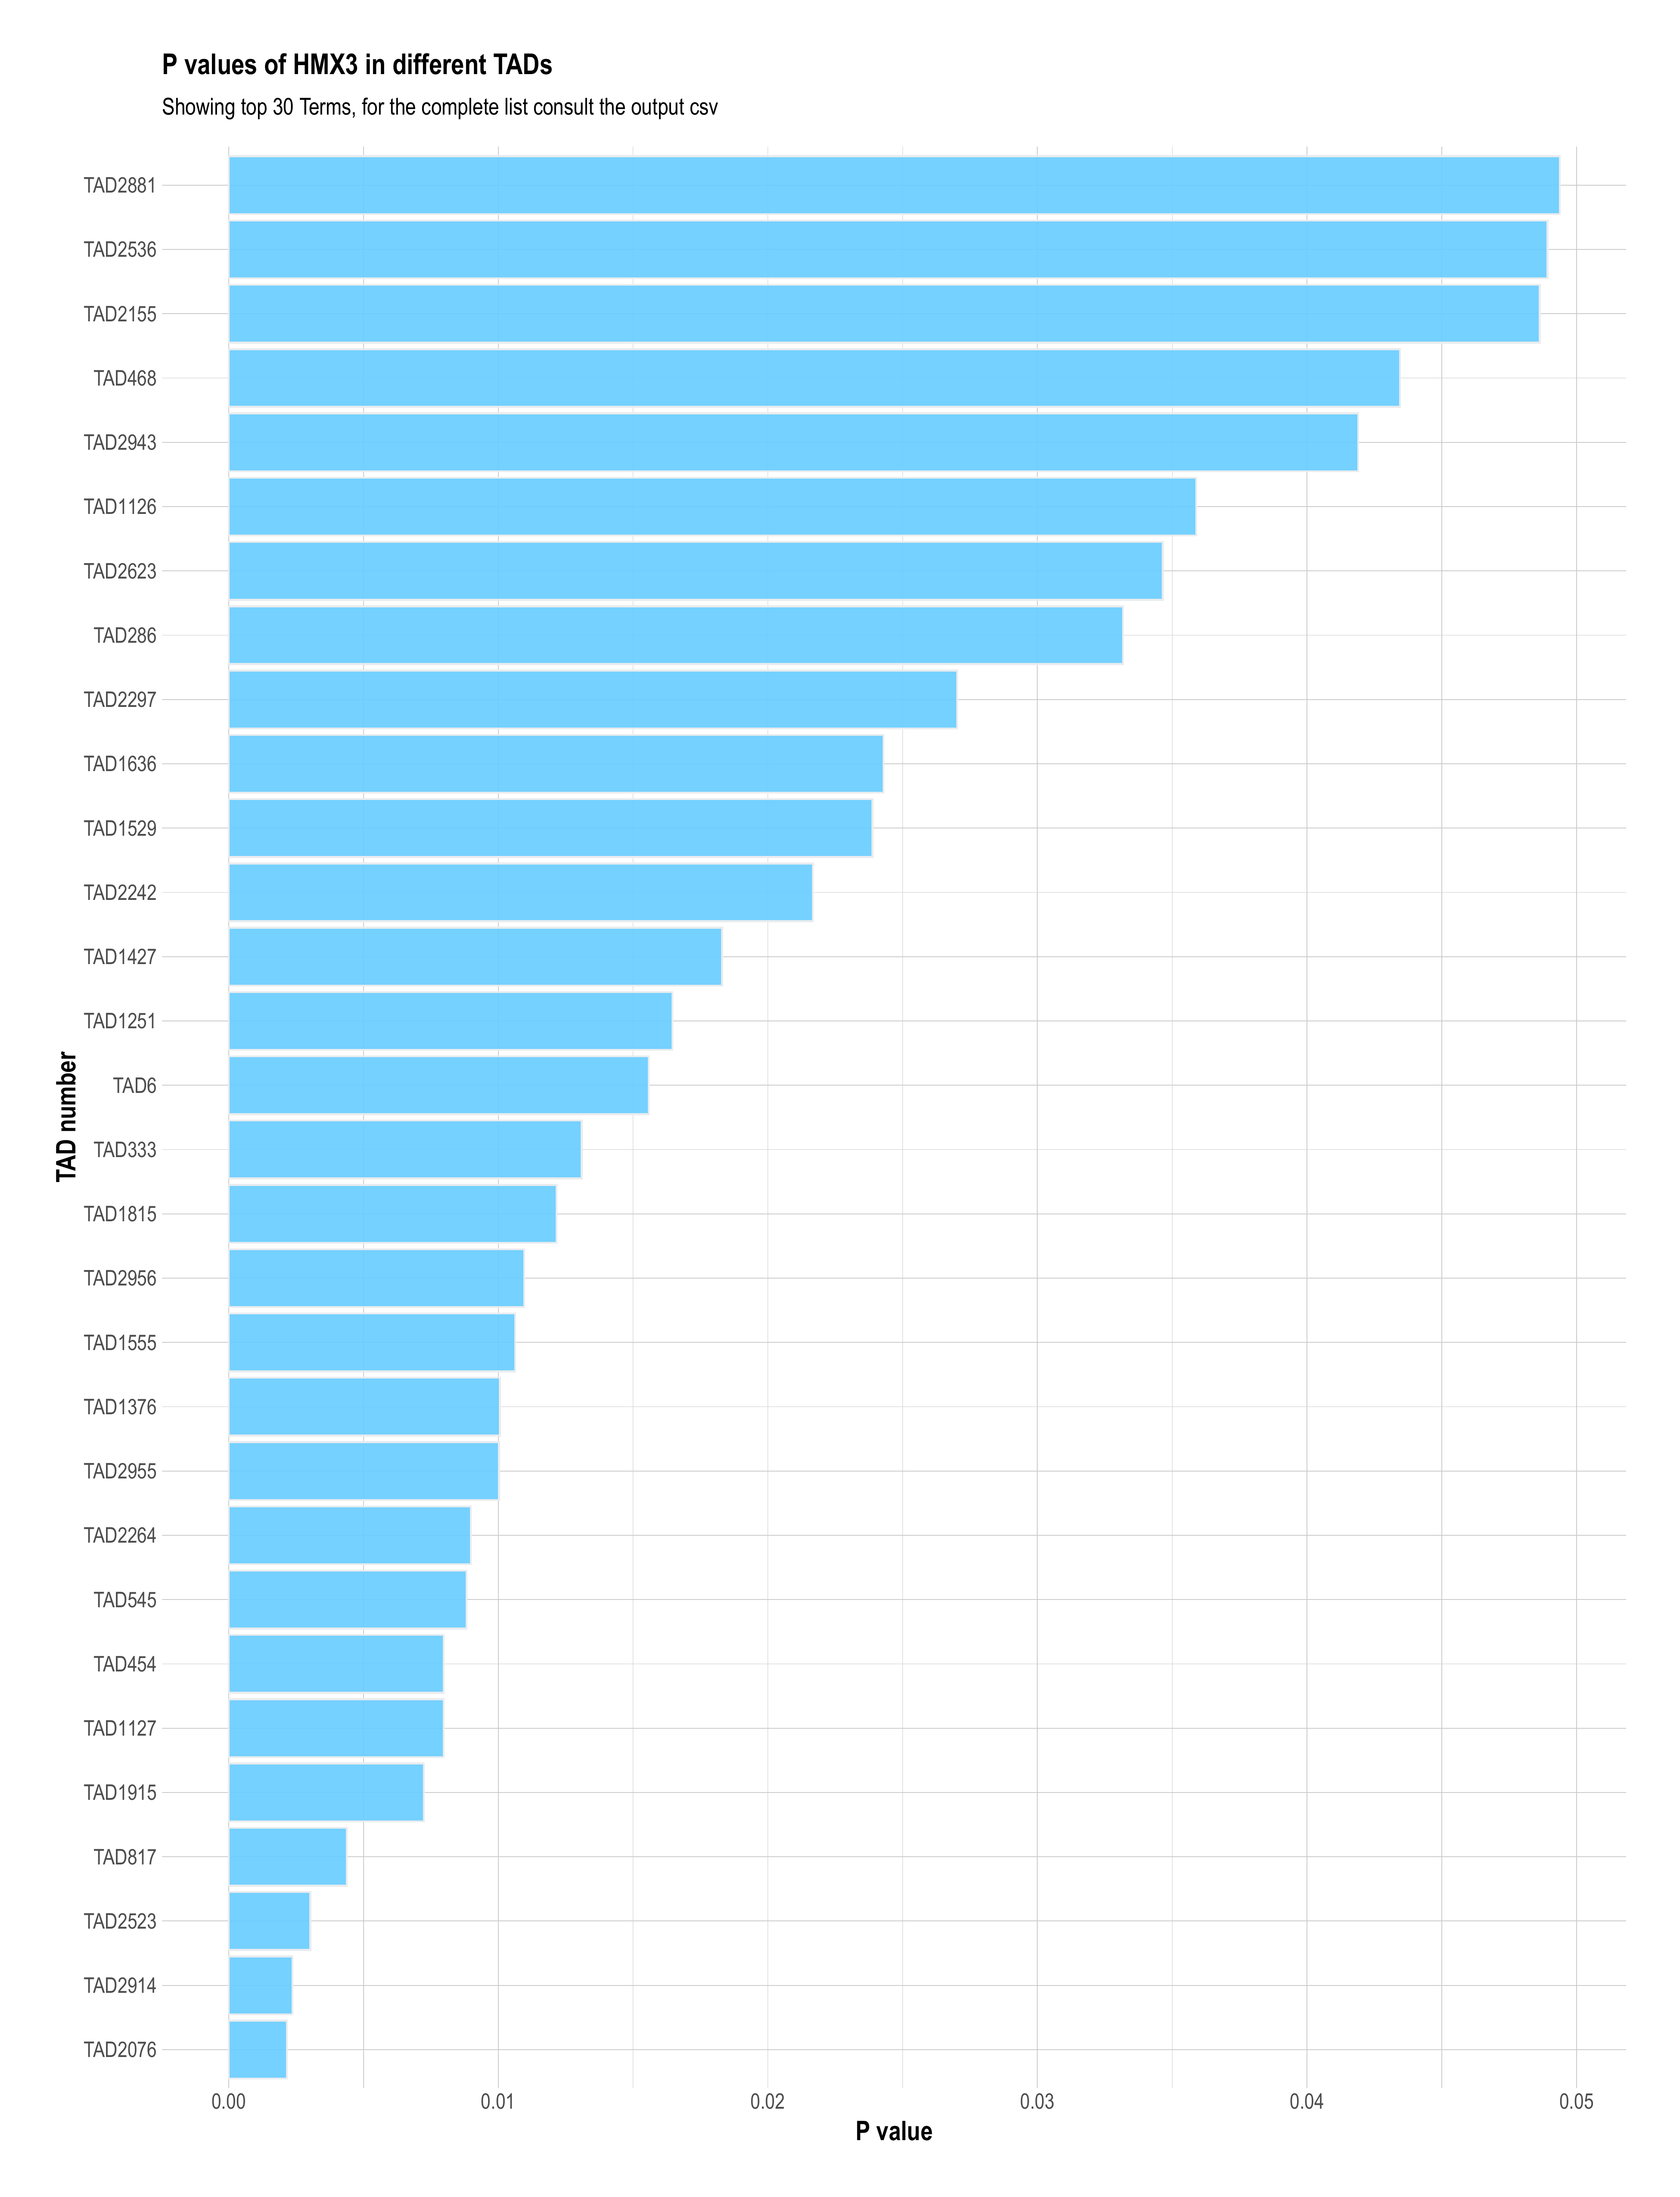 P values of HMX3 in different TADs
Showing top 30 Terms, for the complete list consult the output csv
TAD2881
TAD2536
TAD2155
TAD468
TAD2943
TAD1126
TAD2623
TAD286
TAD2297
TAD1636
TAD1529
TAD2242
TAD1427
TAD1251
TAD6
TAD333
TAD1815
TAD2956
TAD1555
TAD1376
TAD2955
TAD2264
TAD545
TAD454
TAD1127
TAD1915
TAD817
TAD2523
TAD2914
TAD2076
TAD number
0.00 0.01 0.02 0.03 0.04 0.05
P value